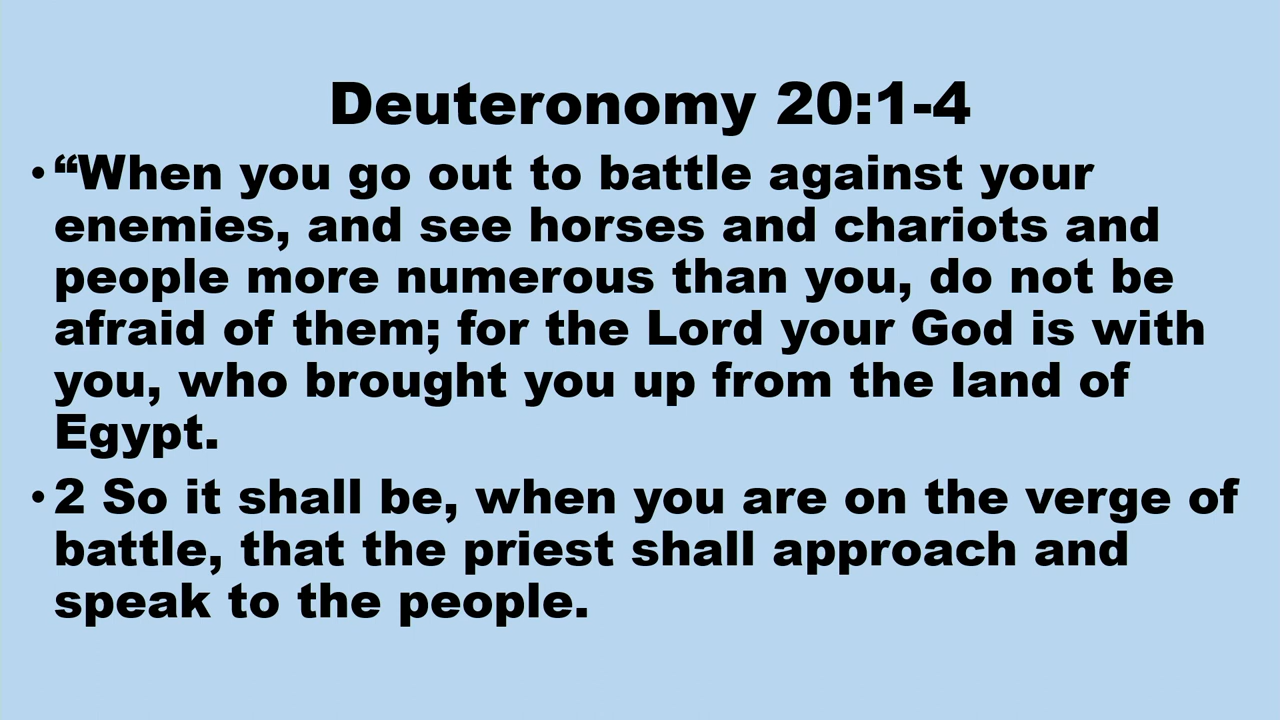 Deuteronomy 20:1-4
• “When you go out to battle against your
enemies, and see horses and chariots and
people more numerous than you, do not be
afraid of them; for the Lord your God is with
you, who brought you up from the land of
Egypt.
• 2 So it shall be, when you are on the verge of
battle, that the priest shall approach and
speak to the people.